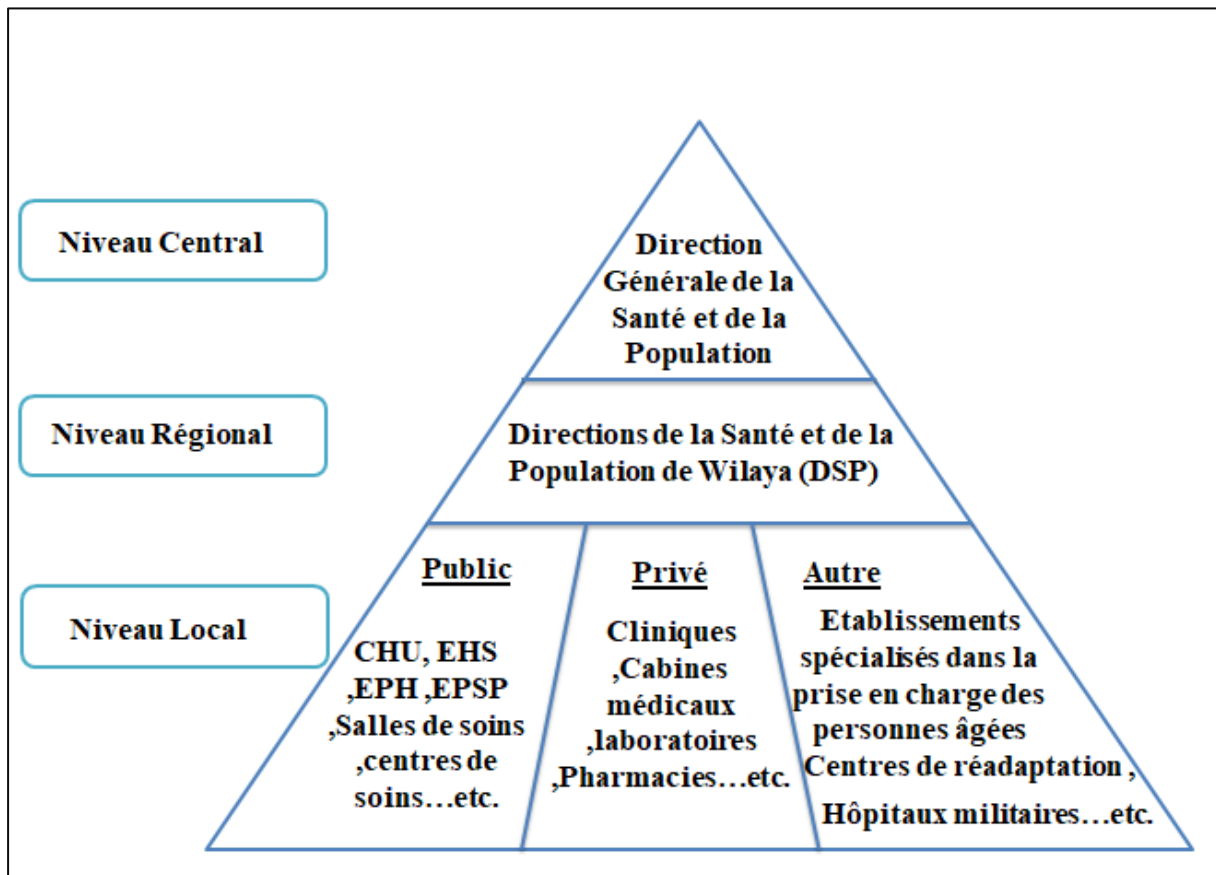 Niveau Central
Direction
Générale de la
Santé et de la
Population
Niveau Régional
Directions de la Santé et de la
Population de Wilaya (DSP)
Niveau Local
Public
CHU, EHS
,EPH ,EPSP
,Salles de soins
,centres de
soins…etc.
Privé
Cliniques
,Cabines
médicaux
,laboratoires
,Pharmacies…etc.
Autre
Etablissements
spécialisés dans la
prise en charge des
personnes âgées
Centres de réadaptation ,
Hôpitaux militaires…etc.